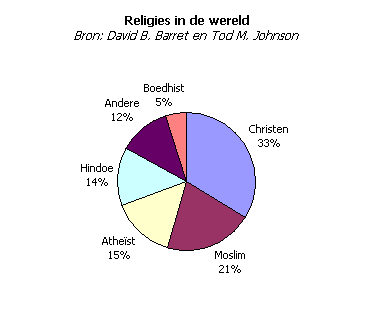 Religies in de wereld
Bron: David B. Barret en Tod M. Johnson
Boedhist
5%
Andere
12%
Christen
33%
Hindoe
14%
Atheïst
15%
Moslim
21%